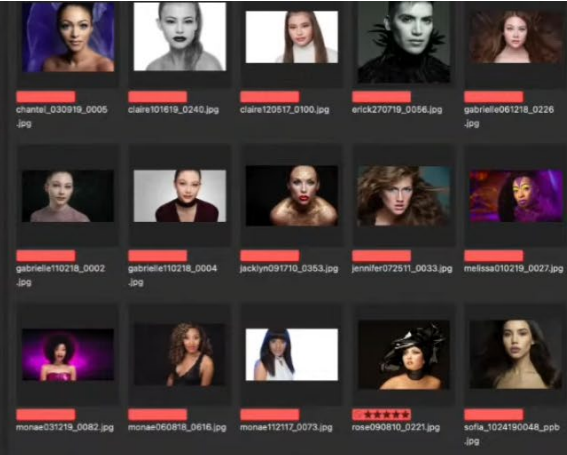 chantel_030919_0005
.jpg
claire101619_0240.jpg
claire120517_0100.jpg
erick270719_0056.jpg
gabrielle061218_0226
.jpg
gabrielle110218_0002
.jpg
gabrielle110218_0004
.jpg
jacklyn091710_0353.jpg
jennifer072511_0033.jpg
melissa010219_0027.jpg
monae031219_0082.jpg
monae060818_0616.jpg
monae112117_0073.jpg
★★★★★
rose090810_0221.jpg
sofia_1024190048_ppb
.jpg